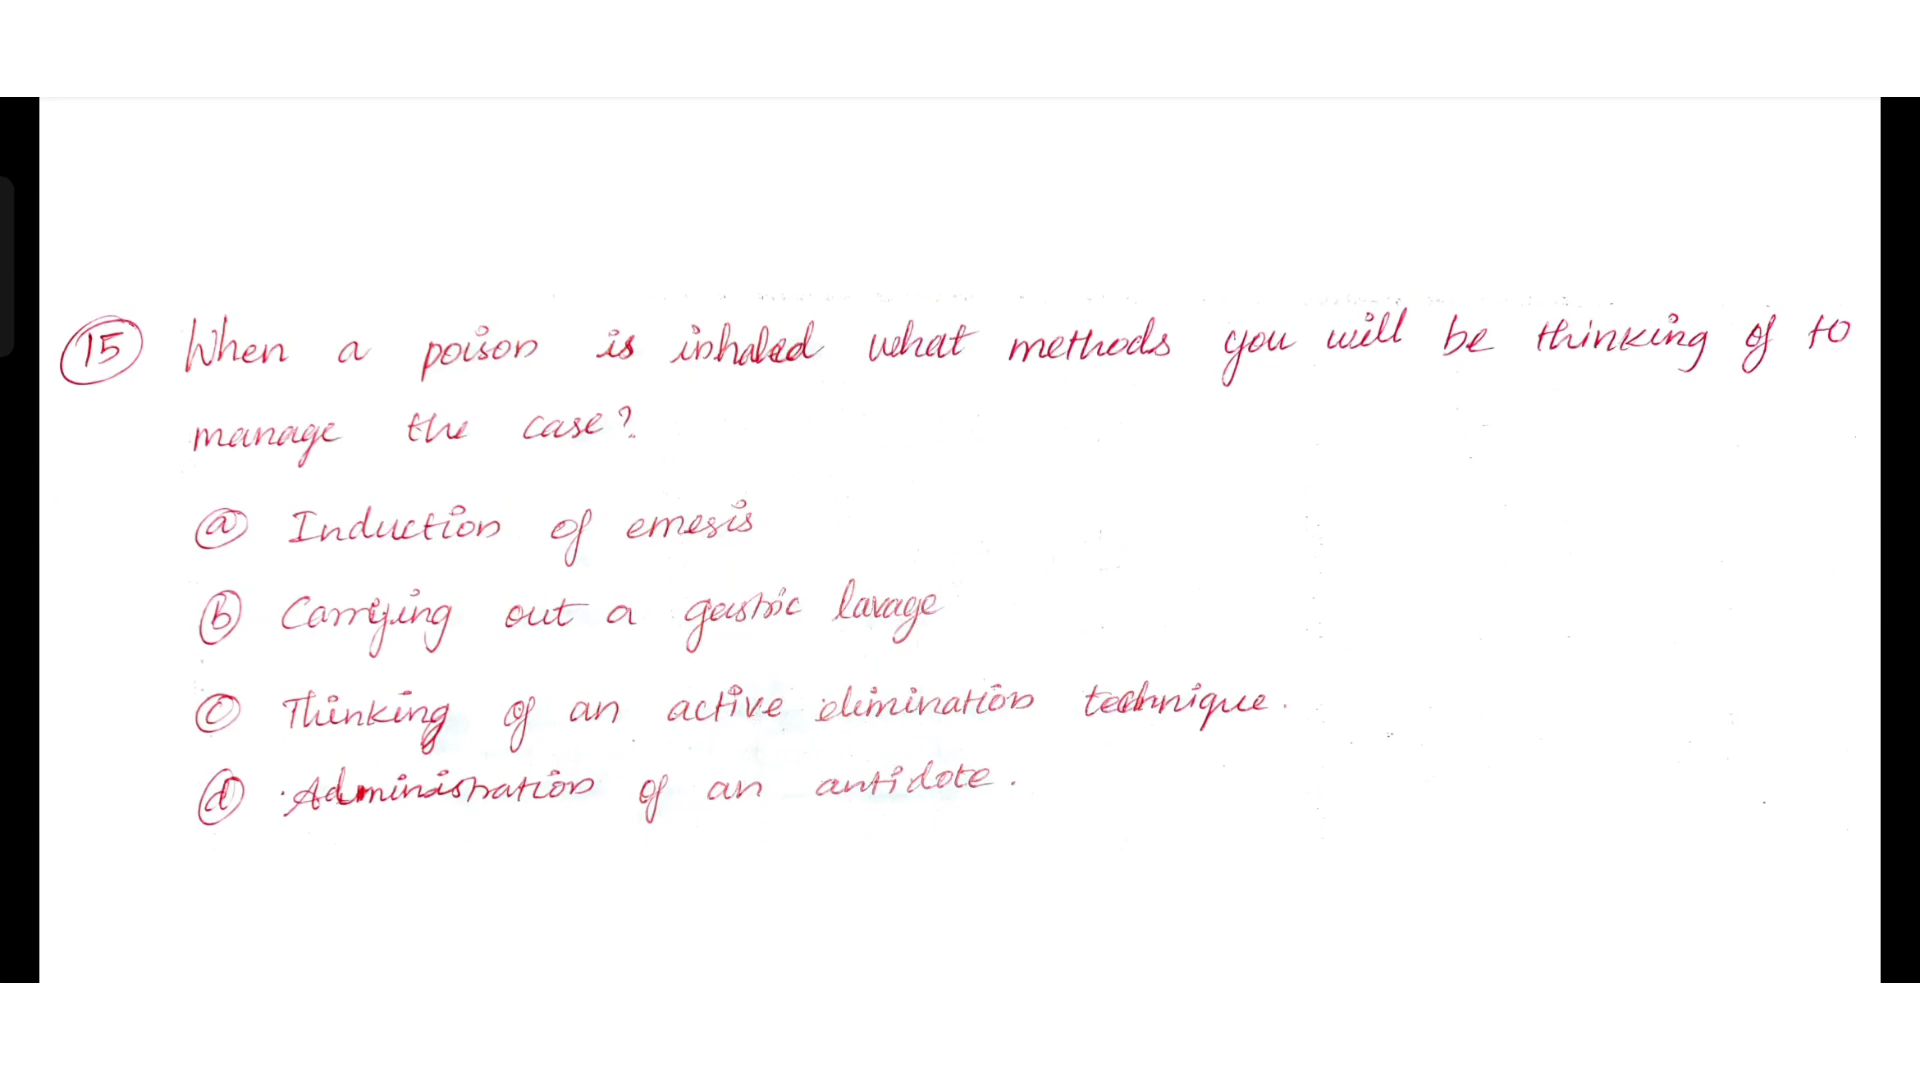 15 When a poison is inhaled what methods you will be thinking of to
manage the case?
a Induction of emesis
b Carrying out a gastric lavage
c Thinking of an active elimination technique.
d Administration of an antidote.